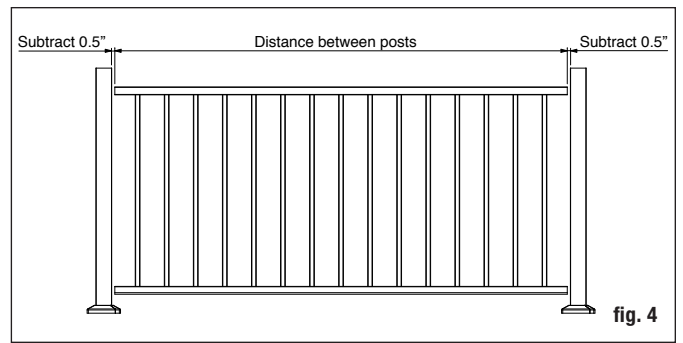 Subtract 0.5” Distance between posts Subtract 0.5”
fig. 4